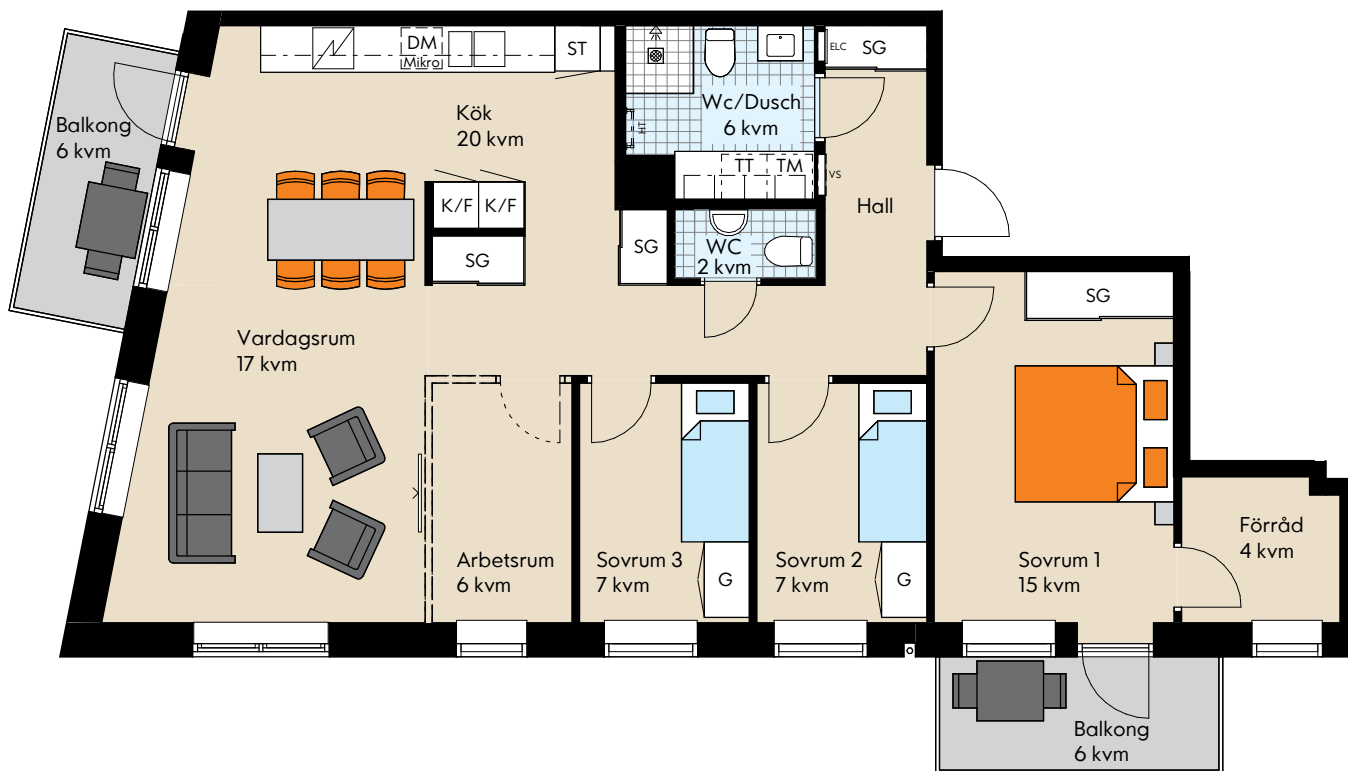 DM
Mikro
ST
ELC
SG
Balkong
6 kvm
Kök
20 kvm
Wc/Dusch
6 kvm
HT
TT
TM
VS
K/F
K/F
Hall
SG
SG
WC
2 kvm
SG
Vardagsrum
17 kvm
Arbetsrum
6 kvm
Sovrum 3
7 kvm
G
Sovrum 2
7 kvm
G
Sovrum 1
15 kvm
Förråd
4 kvm
Balkong
6 kvm